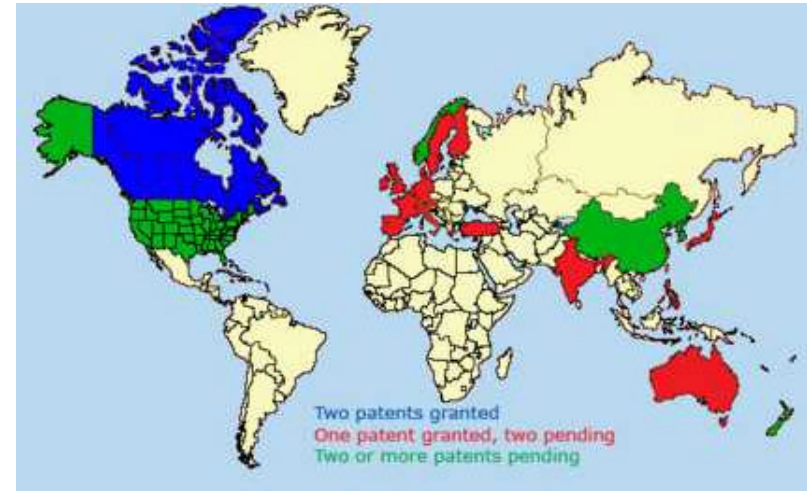 Two patents granted
One patent granted, two pending
Two or more patents pending